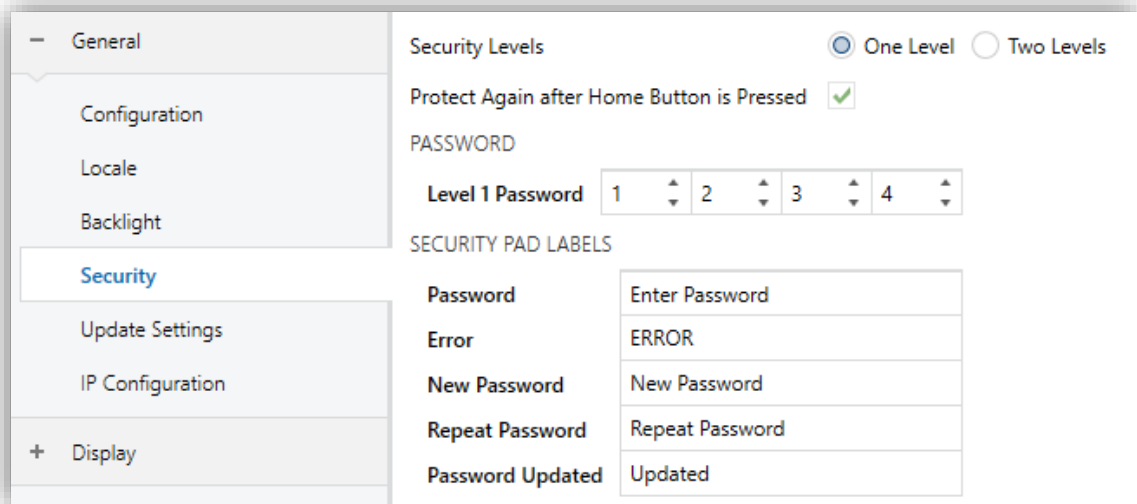 General
Configuration
Locale
Backlight
Security
Update Settings
IP Configuration
Display
Security Levels One Level Two Levels
Protect Again after Home Button is Pressed
PASSWORD
Level 1 Password 1 2 3 4
SECURITY PAD LABELS
Password Enter Password
Error ERROR
New Password New Password
Repeat Password Repeat Password
Password Updated Updated